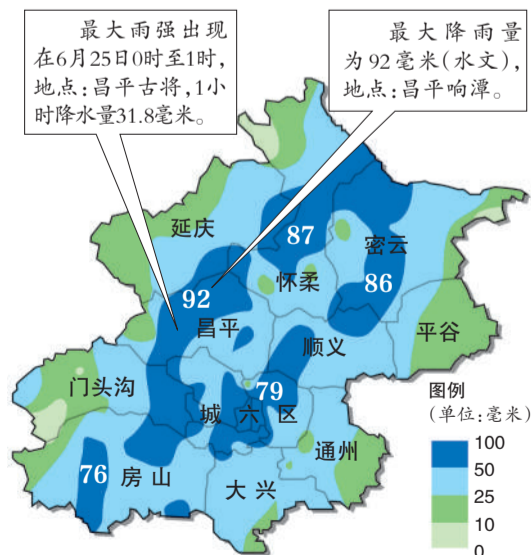 最大雨强出现
在6月25日0时至1时，
地点：昌平古将，1小
时降水量31.8毫米。
最大降雨量
为92毫米（水文），
地点：昌平响潭。
延庆
87
密云
怀柔
86
92
昌平
顺义
平谷
门头沟
79
城六区
通州
76
房山
大兴
图例
（单位：毫米）
100
50
25
10
0